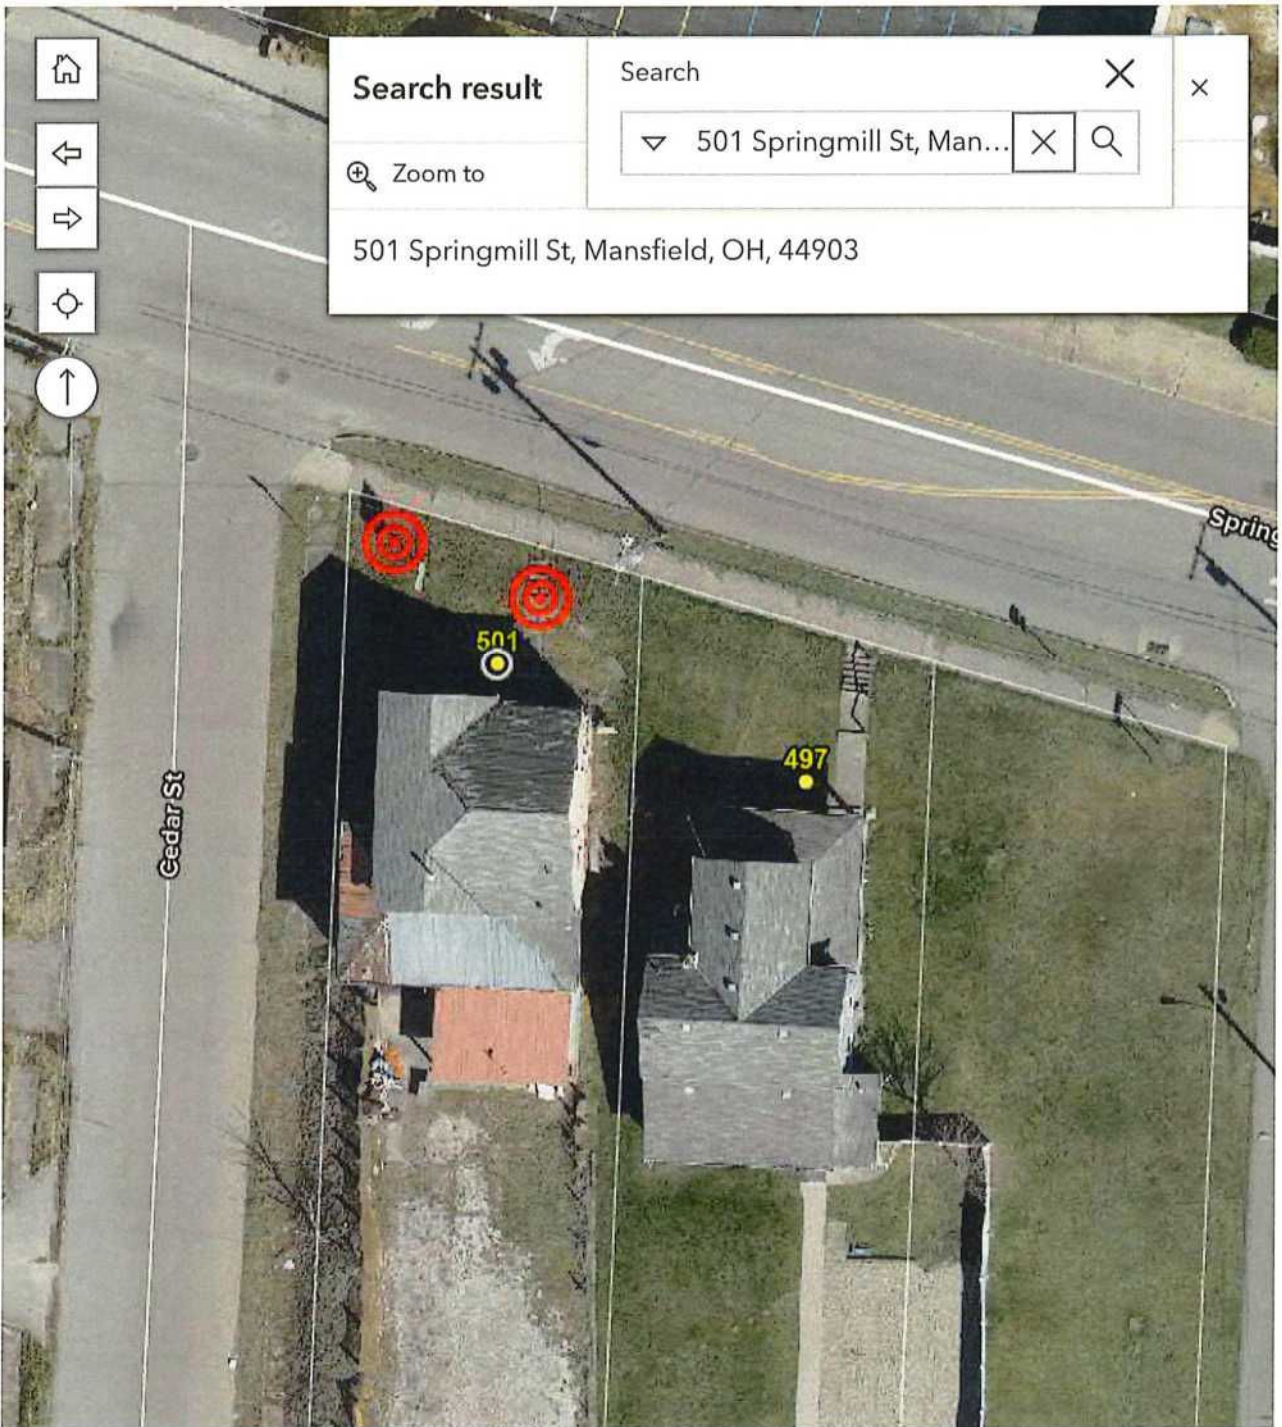 Search
Search result
501 Springmill St, Man...
Zoom to
501 Springmill St, Mansfield, OH, 44903
Spring
501
497
Cedar St